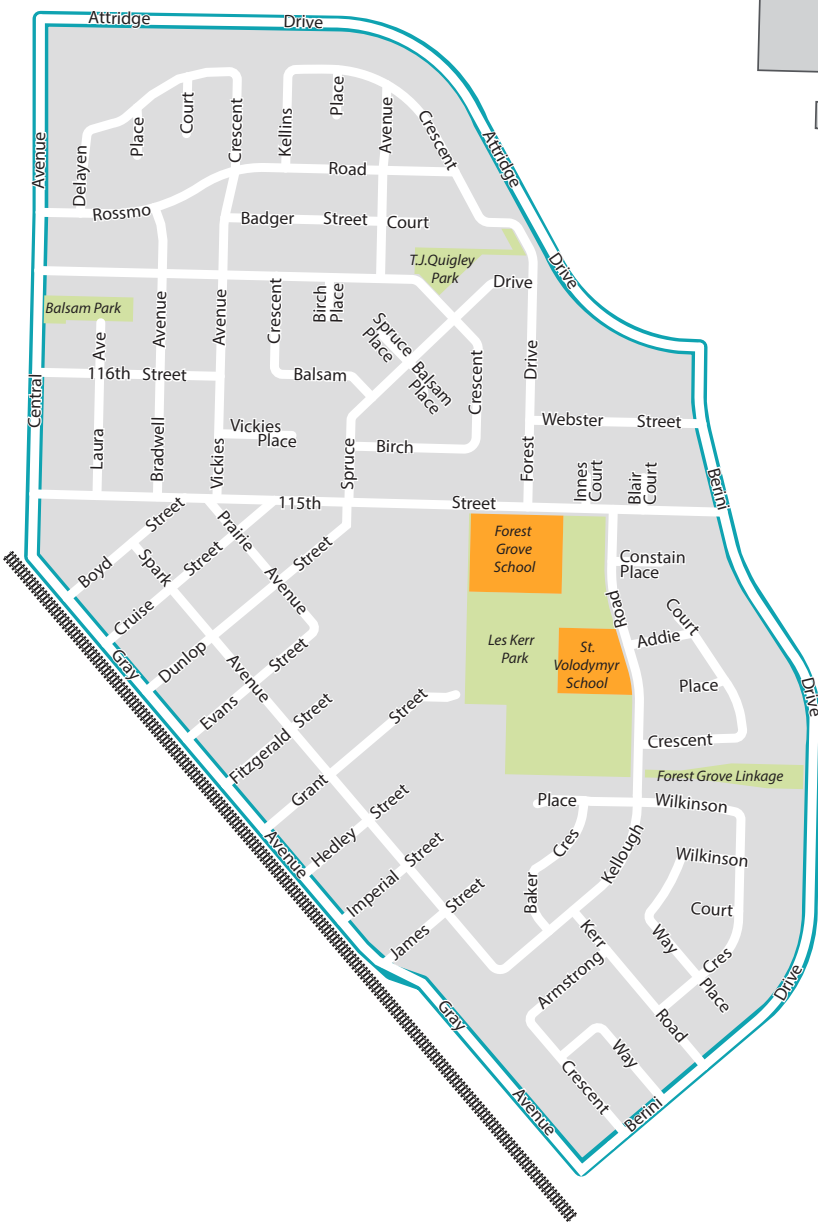 Attridge Drive
Avenue
Delayen
Place
Court
Crescent
Kellins
Place
Avenue
Crescent
Attridge
Rossmo
Road
Badger Street Court
T.J.Quigley
Park
Drive
Drive
Balsam Park
Ave
Avenue
Avenue
Crescent
Birch
Place
Spruce
Place
Balsam
Place
Crescent
Drive
Central
116th Street
Balsam
Laura
Bradwell
Vickies
Vickies
Place
Spruce
Birch
Forest
Webster Street
Innes
Court
Blair
Court
Berini
115th Street
Boyd Street
Prairie
Avenue
Spark
Avenue
Cruise Street
Dunlop Street
Evans Street
Fitzgerald Street
Grant Street
Hedley Street
Imperial Street
James Street
Gray
Avenue
Forest
Grove
School
Les Kerr
Park
St.
Volodymyr
School
Constain
Place
Road
Addie
Court
Place
Crescent
Drive
Forest Grove Linkage
Place
Wilkinson
Kellough
Baker
Cres
Wilkinson
Court
Way
Cres
Place
Kerr
Road
Armstrong
Crescent
Way
Drive
Berini
Gray
Avenue